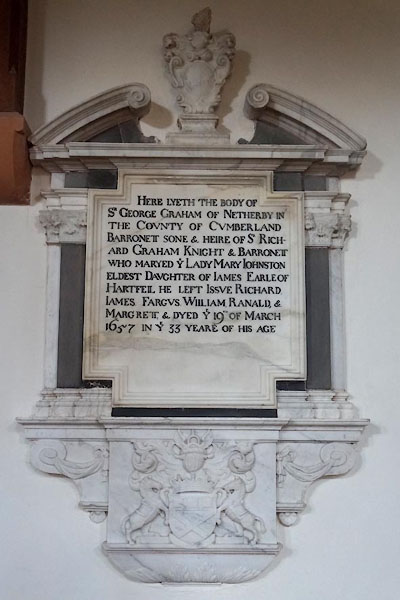 HERE LYETH THE BODY OF
Sʳ GEORGE GRAHAM OF NETHERBY IN
THE COVNTY OF CVMBERLAND
BARRONETT SONE & HEIRE OF Sʳ RICH
ARD GRAHAM KNIGHT & BARRONETT
WHO MARYED Yᵉ LADY MARY IOHNSTON
ELDEST DAVGHTER OF IAMES EARLE OF
HARTFEIL HE LEFT ISSVE RICHARD
IAMES FARGVS WILLIAM RANALD, &
MARGRETT, & DYED Yᵉ 19ᵗʰ OF MARCH
1657 IN Yᵉ 33 YEARE OF HIS AGE